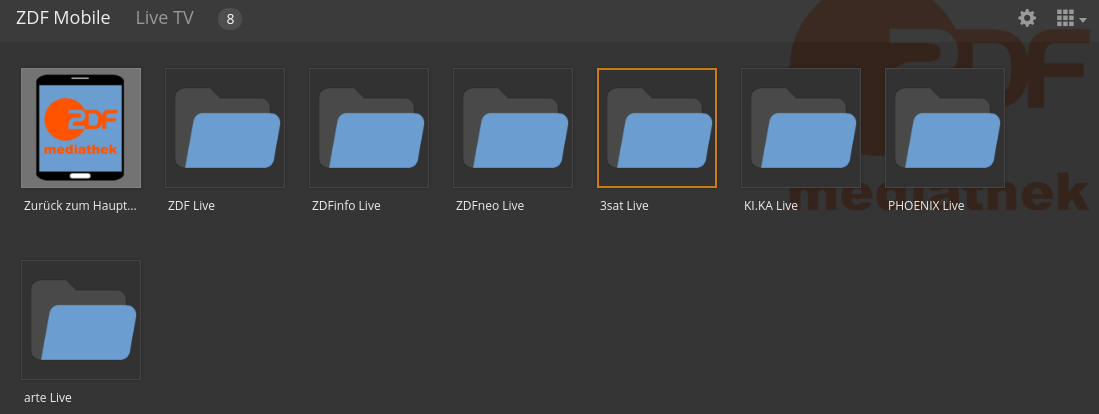 ZDF Mobile Live TV 8
ZDF
mediathek
ZDF
mediathek
Zurück zum Haupt...
ZDF Live
ZDFinfo Live
ZDFneo Live
3sat Live
KI.KA Live
PHOENIX Live
arte Live